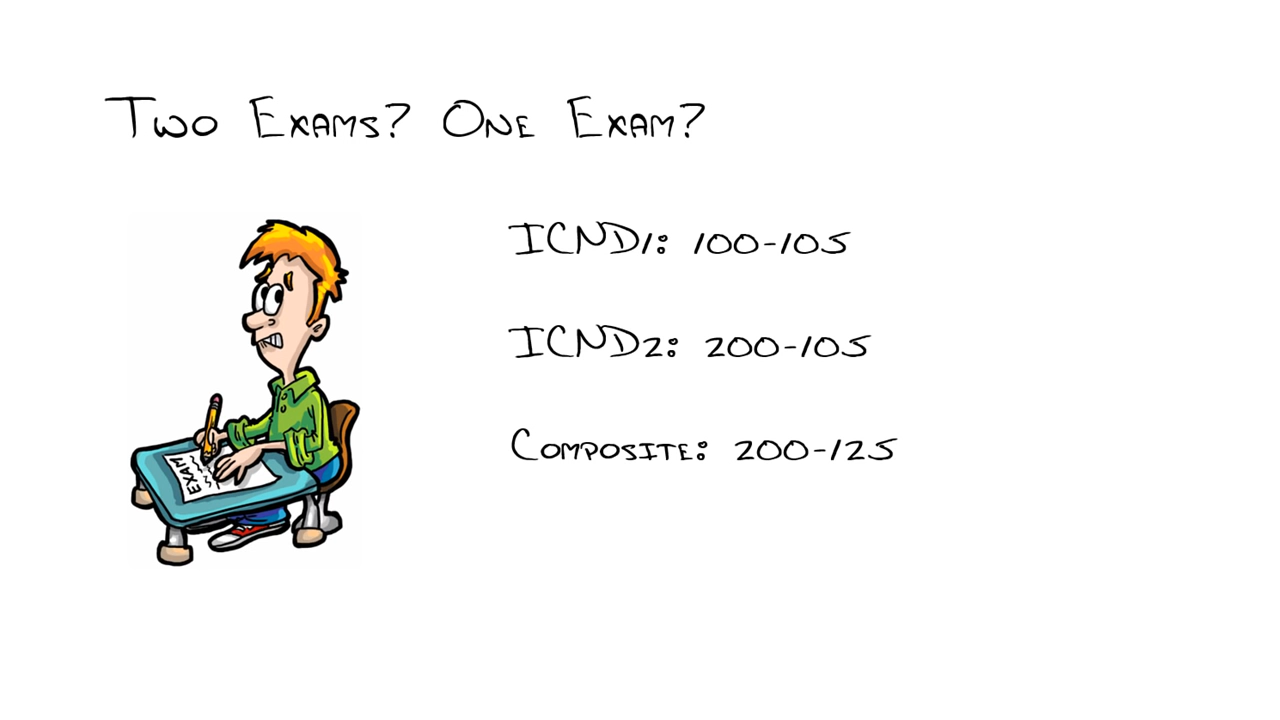 Two Exams? One Exam?
ICND1: 100-105
ICND2: 200-105
Composite: 200-125
EXAM